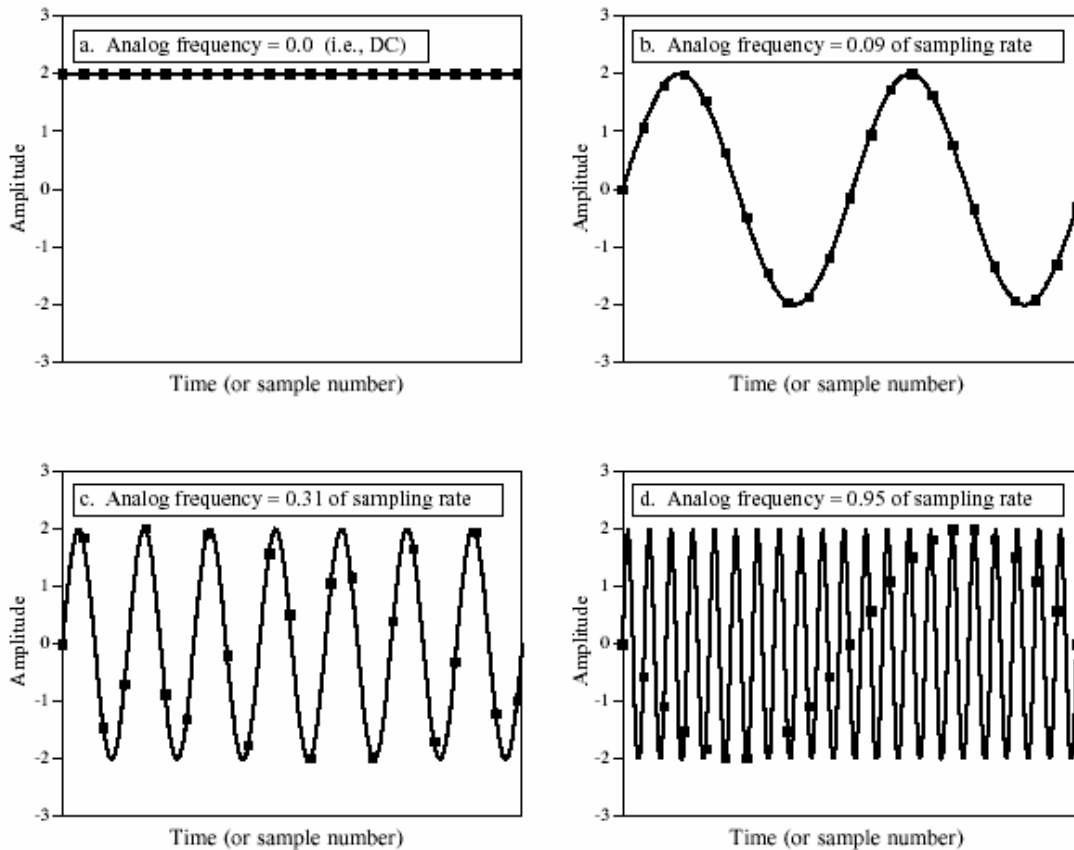 a. Analog frequency = 0.0 (i.e., DC)
3
2
1
0
-1
-2
-3
Amplitude
Time (or sample number)
b. Analog frequency = 0.09 of sampling rate
3
2
1
0
-1
-2
-3
Amplitude
Time (or sample number)
c. Analog frequency = 0.31 of sampling rate
3
2
1
0
-1
-2
-3
Amplitude
Time (or sample number)
d. Analog frequency = 0.95 of sampling rate
3
2
1
0
-1
-2
-3
Amplitude
Time (or sample number)